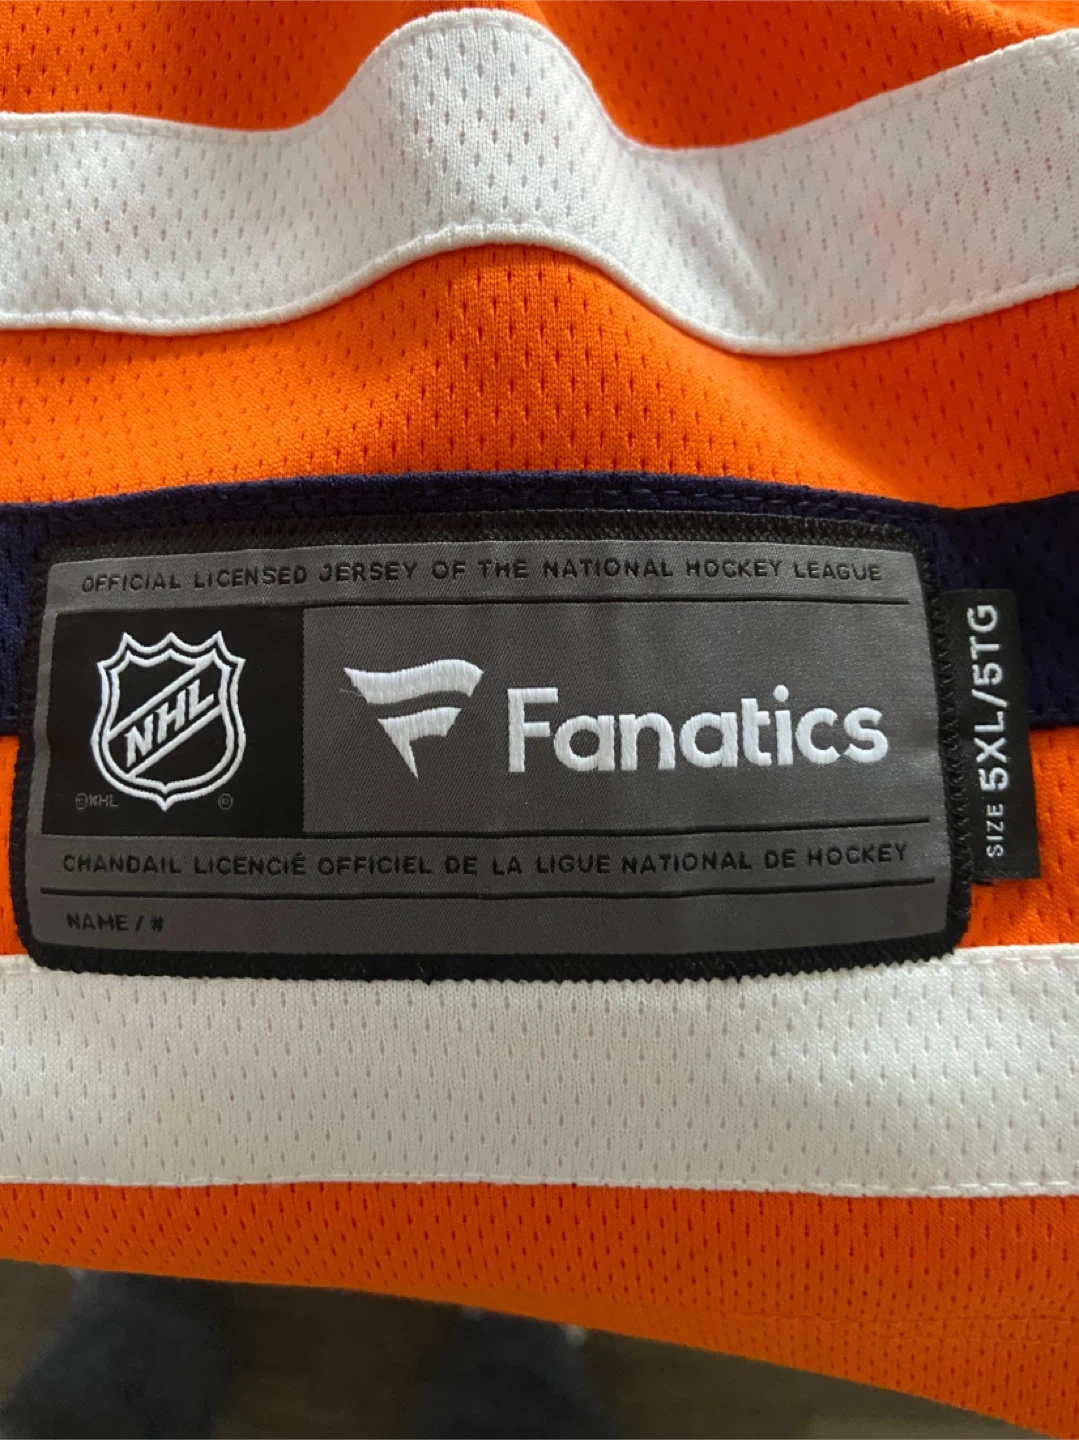 OFFICIAL LICENSED JERSEY OF THE NATIONAL HOCKEY LEAGUE
NHL
©NHL ®
Fanatics
CHANDAIL LICENCIÉ OFFICIEL DE LA LIGUE NATIONAL DE HOCKEY
NAME / #
SIZE 5XL/5TG